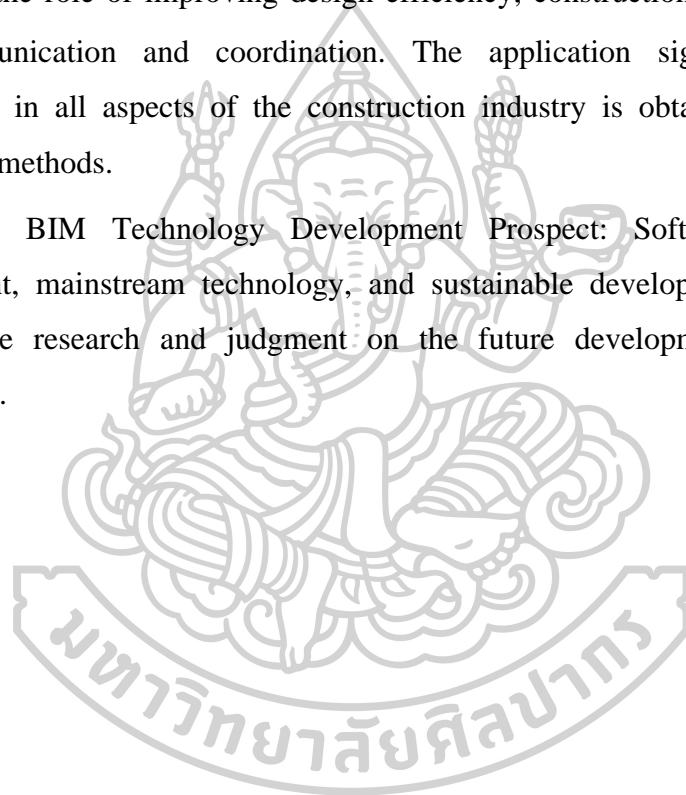 the role of improving design efficiency, construction
unication and coordination. The application sig
in all aspects of the construction industry is obta
methods.
BIM Technology Development Prospect: Soft
t, mainstream technology, and sustainable develop
e research and judgment on the future developm
.
มหาวิทยาลัยศิลปากร